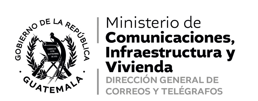 GOBIERNO DE LA REPÚBLICA
GUATEMALA
Ministerio de
Comunicaciones,
Infraestructura y
Vivienda
DIRECCIÓN GENERAL DE
CORREOS Y TELÉGRAFOS